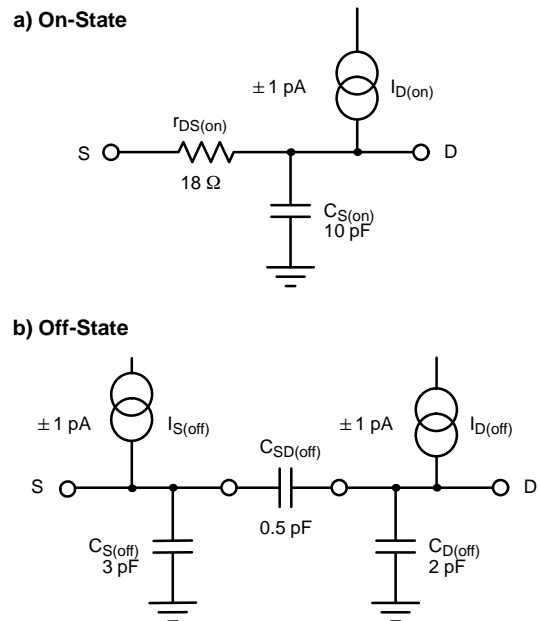 a) On-State
± 1 pA
I_D(on)
r_DS(on)
S
D
18 Ω
C_S(on)
10 pF
b) Off-State
± 1 pA
I_S(off)
± 1 pA
I_D(off)
C_SD(off)
S
D
0.5 pF
C_S(off)
3 pF
C_D(off)
2 pF